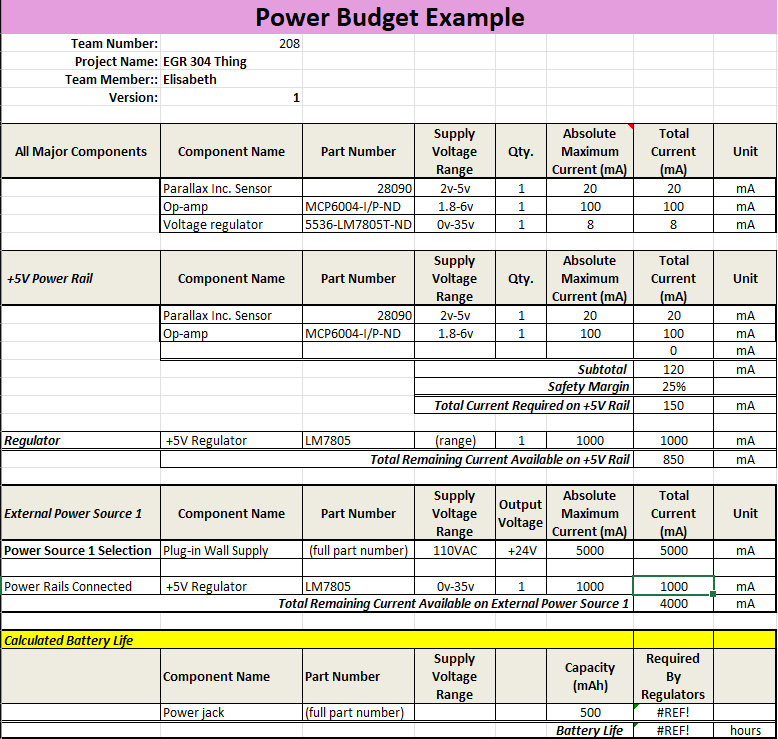 Power Budget Example
Team Number: 208
Project Name: EGR 304 Thing
Team Member:: Elisabeth
Version: 1
All Major Components Component Name Part Number Supply Voltage Range Qty. Absolute Maximum Current (mA) Total Current (mA) Unit
Parallax Inc. Sensor 28090 2v-5v 1 20 20 mA
Op-amp MCP6004-I/P-ND 1.8-6v 1 100 100 mA
Voltage regulator 5536-LM7805T-ND 0v-35v 1 8 8 mA
+5V Power Rail Component Name Part Number Supply Voltage Range Qty. Absolute Maximum Current (mA) Total Current (mA) Unit
Parallax Inc. Sensor 28090 2v-5v 1 20 20 mA
Op-amp MCP6004-I/P-ND 1.8-6v 1 100 100 mA
0 mA
Subtotal 120 mA
Safety Margin 25%
Total Current Required on +5V Rail 150 mA
Regulator +5V Regulator LM7805 (range) 1 1000 1000 mA
Total Remaining Current Available on +5V Rail 850 mA
External Power Source 1 Component Name Part Number Supply Voltage Range Output Voltage Absolute Maximum Current (mA) Total Current (mA) Unit
Power Source 1 Selection Plug-in Wall Supply (full part number) 110VAC +24V 5000 5000 mA
Power Rails Connected +5V Regulator LM7805 0v-35v 1 1000 1000 mA
Total Remaining Current Available on External Power Source 1 4000 mA
Calculated Battery Life
Component Name Part Number Supply Voltage Range Capacity (mAh) Required By Regulators
Power jack (full part number) 500 #REF!
Battery Life #REF! hours